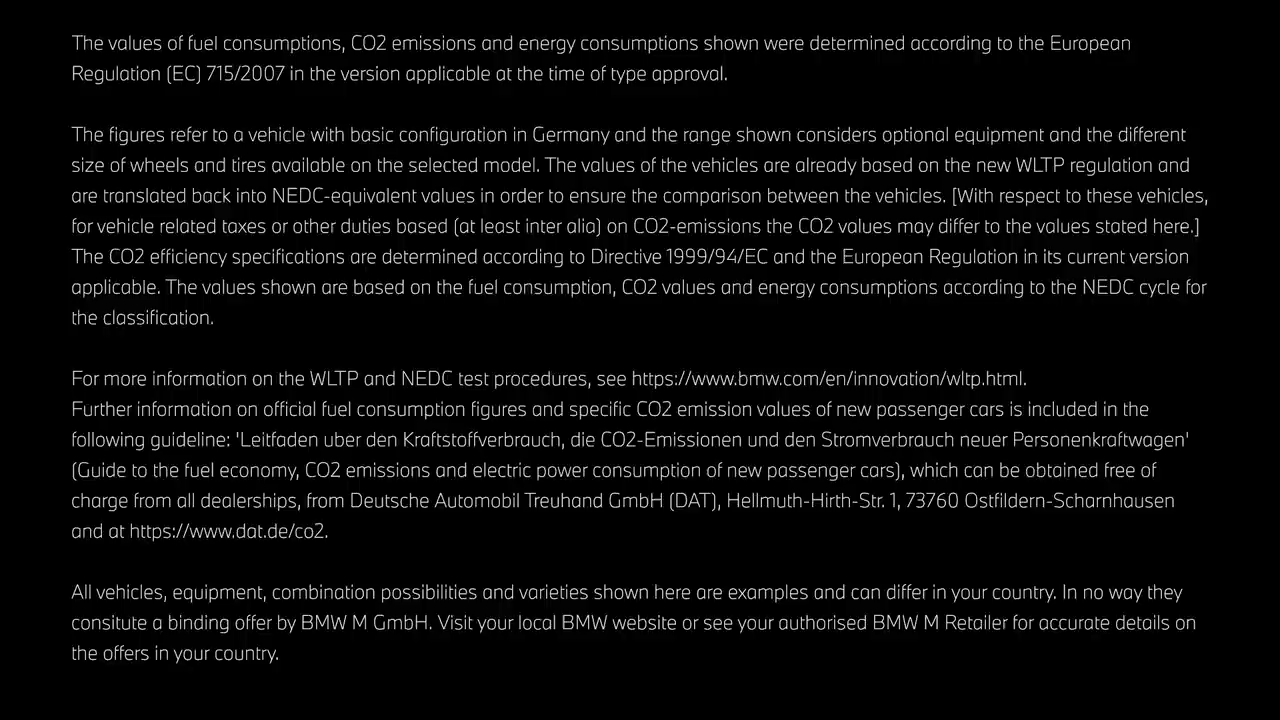 The values of fuel consumptions, CO2 emissions and energy consumptions shown were determined according to the European
Regulation (EC) 715/2007 in the version applicable at the time of type approval.
The figures refer to a vehicle with basic configuration in Germany and the range shown considers optional equipment and the different
size of wheels and tires available on the selected model. The values of the vehicles are already based on the new WLTP regulation and
are translated back into NEDC-equivalent values in order to ensure the comparison between the vehicles. [With respect to these vehicles,
for vehicle related taxes or other duties based (at least inter alia) on CO2-emissions the CO2 values may differ to the values stated here.]
The CO2 efficiency specifications are determined according to Directive 1999/94/EC and the European Regulation in its current version
applicable. The values shown are based on the fuel consumption, CO2 values and energy consumptions according to the NEDC cycle for
the classification.
For more information on the WLTP and NEDC test procedures, see https://www.bmw.com/en/innovation/wltp.html.
Further information on official fuel consumption figures and specific CO2 emission values of new passenger cars is included in the
following guideline: 'Leitfaden uber den Kraftstoffverbrauch, die CO2-Emissionen und den Stromverbrauch neuer Personenkraftwagen'
(Guide to the fuel economy, CO2 emissions and electric power consumption of new passenger cars), which can be obtained free of
charge from all dealerships, from Deutsche Automobil Treuhand GmbH (DAT), Hellmuth-Hirth-Str. 1, 73760 Ostfildern-Scharnhausen
and at https://www.dat.de/co2.
All vehicles, equipment, combination possibilities and varieties shown here are examples and can differ in your country. In no way they
consitute a binding offer by BMW M GmbH. Visit your local BMW website or see your authorised BMW M Retailer for accurate details on
the offers in your country.